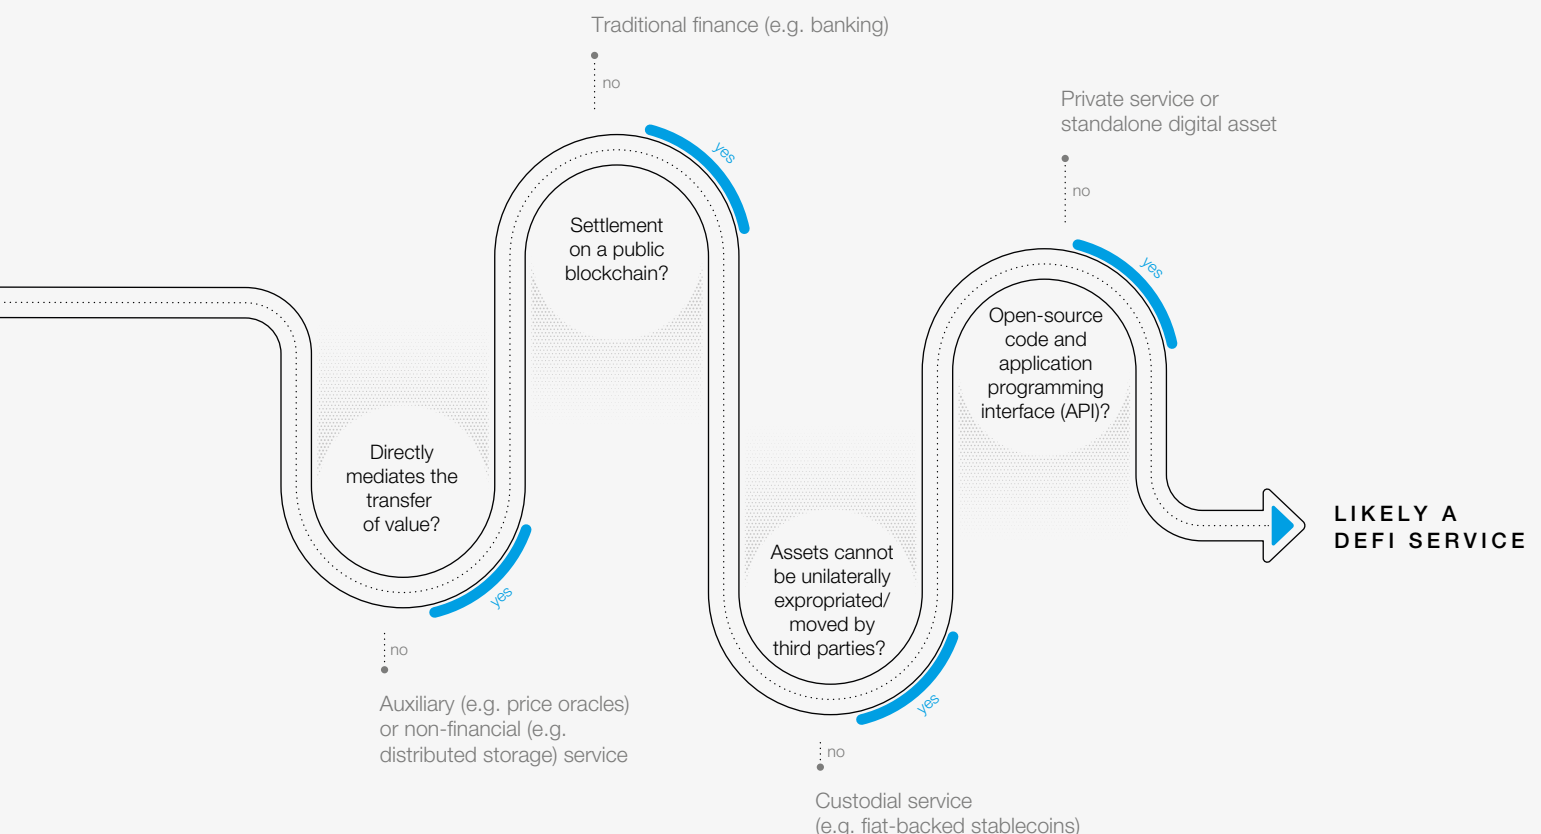 Traditional finance (e.g. banking)
no
yes
Settlement
on a public
blockchain?
Private service or
standalone digital asset
no
yes
Open-source
code and
application
programming
interface (API)?
Directly
mediates the
transfer
of value?
yes
no
Auxiliary (e.g. price oracles)
or non-financial (e.g.
distributed storage) service
Assets cannot
be unilaterally
expropriated/
moved by
third parties?
yes
no
Custodial service
(e.g. fiat-backed stablecoins)
LIKELY A
DEFI SERVICE